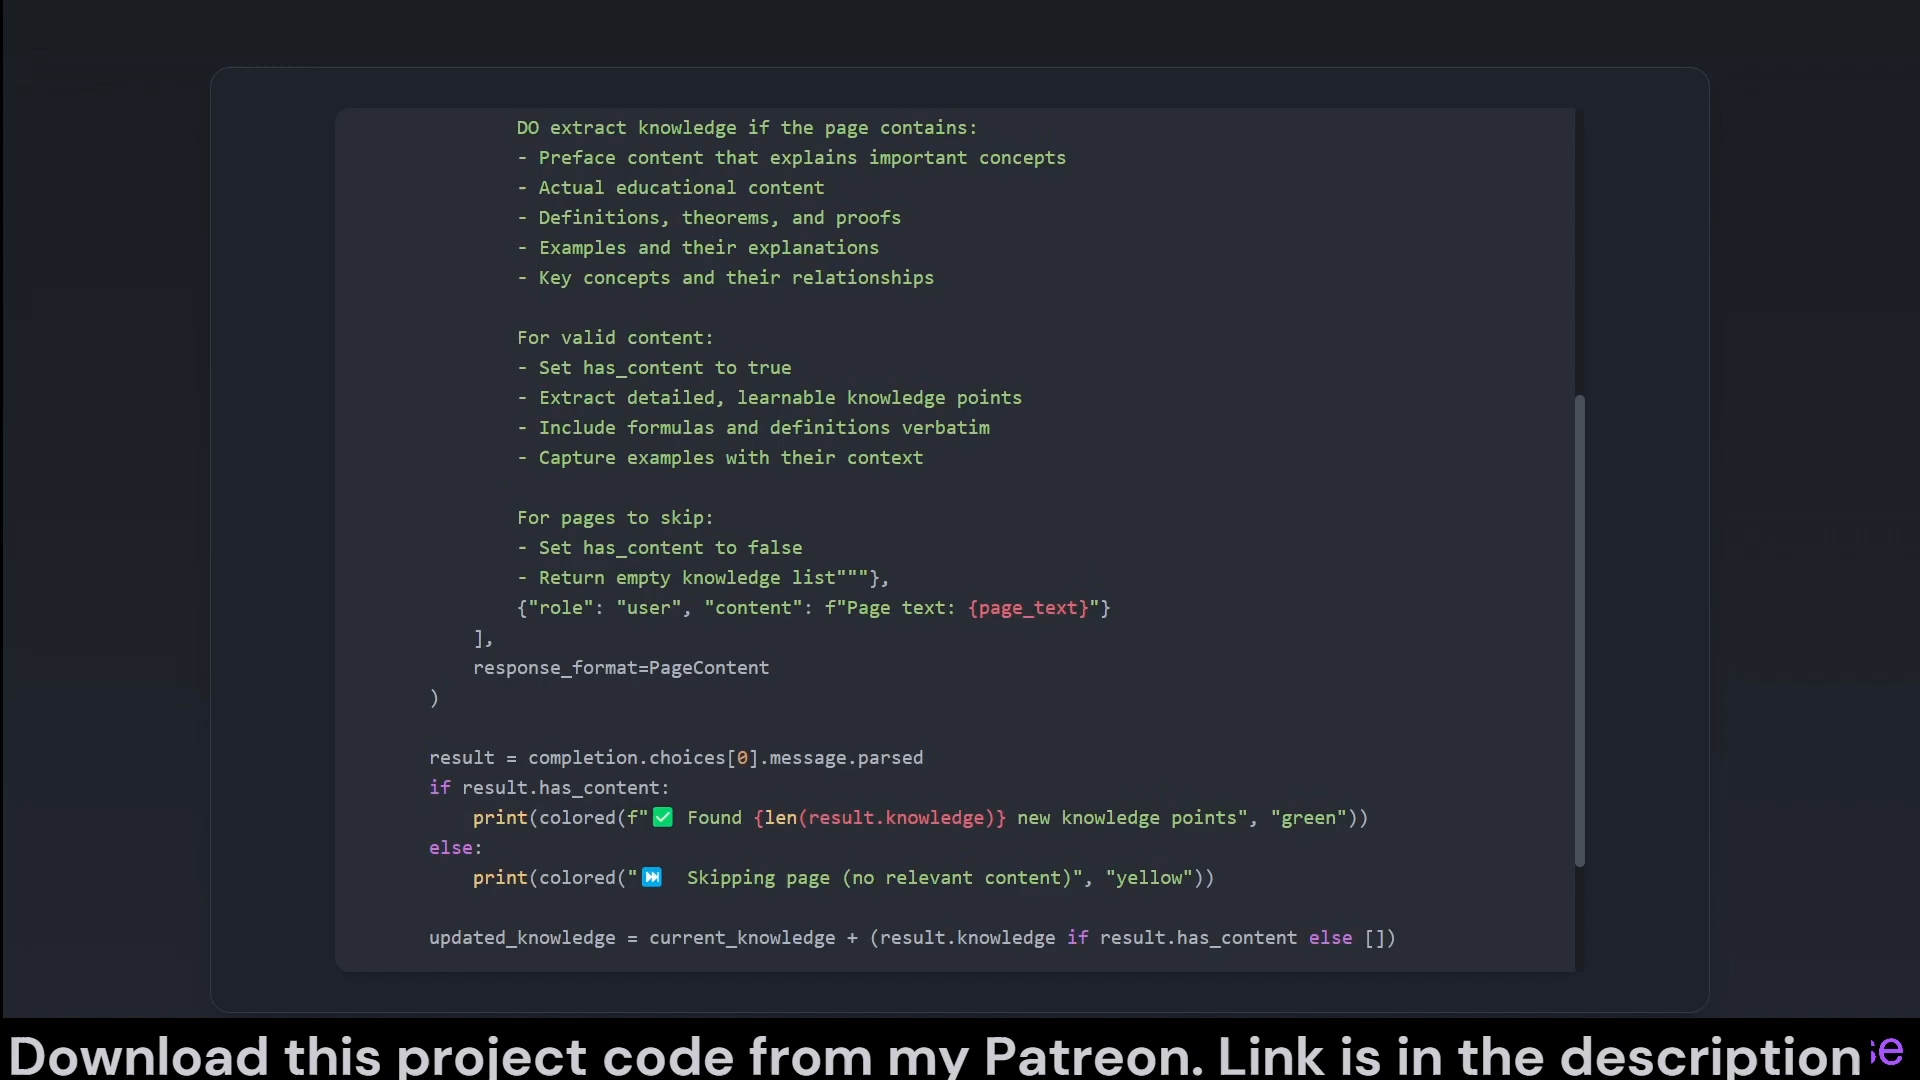 DO extract knowledge if the page contains:
- Preface content that explains important concepts
- Actual educational content
- Definitions, theorems, and proofs
- Examples and their explanations
- Key concepts and their relationships
For valid content:
- Set has_content to true
- Extract detailed, learnable knowledge points
- Include formulas and definitions verbatim
- Capture examples with their context
For pages to skip:
- Set has_content to false
- Return empty knowledge list"""},
{"role": "user", "content": f"Page text: {page_text}"}
],
response_format=PageContent
)
result = completion.choices[0].message.parsed
if result.has_content:
print(colored(f"✅ Found {len(result.knowledge)} new knowledge points", "green"))
else:
print(colored("⏭️ Skipping page (no relevant content)", "yellow"))
updated_knowledge = current_knowledge + (result.knowledge if result.has_content else [])
Download this project code from my Patreon. Link is in the description